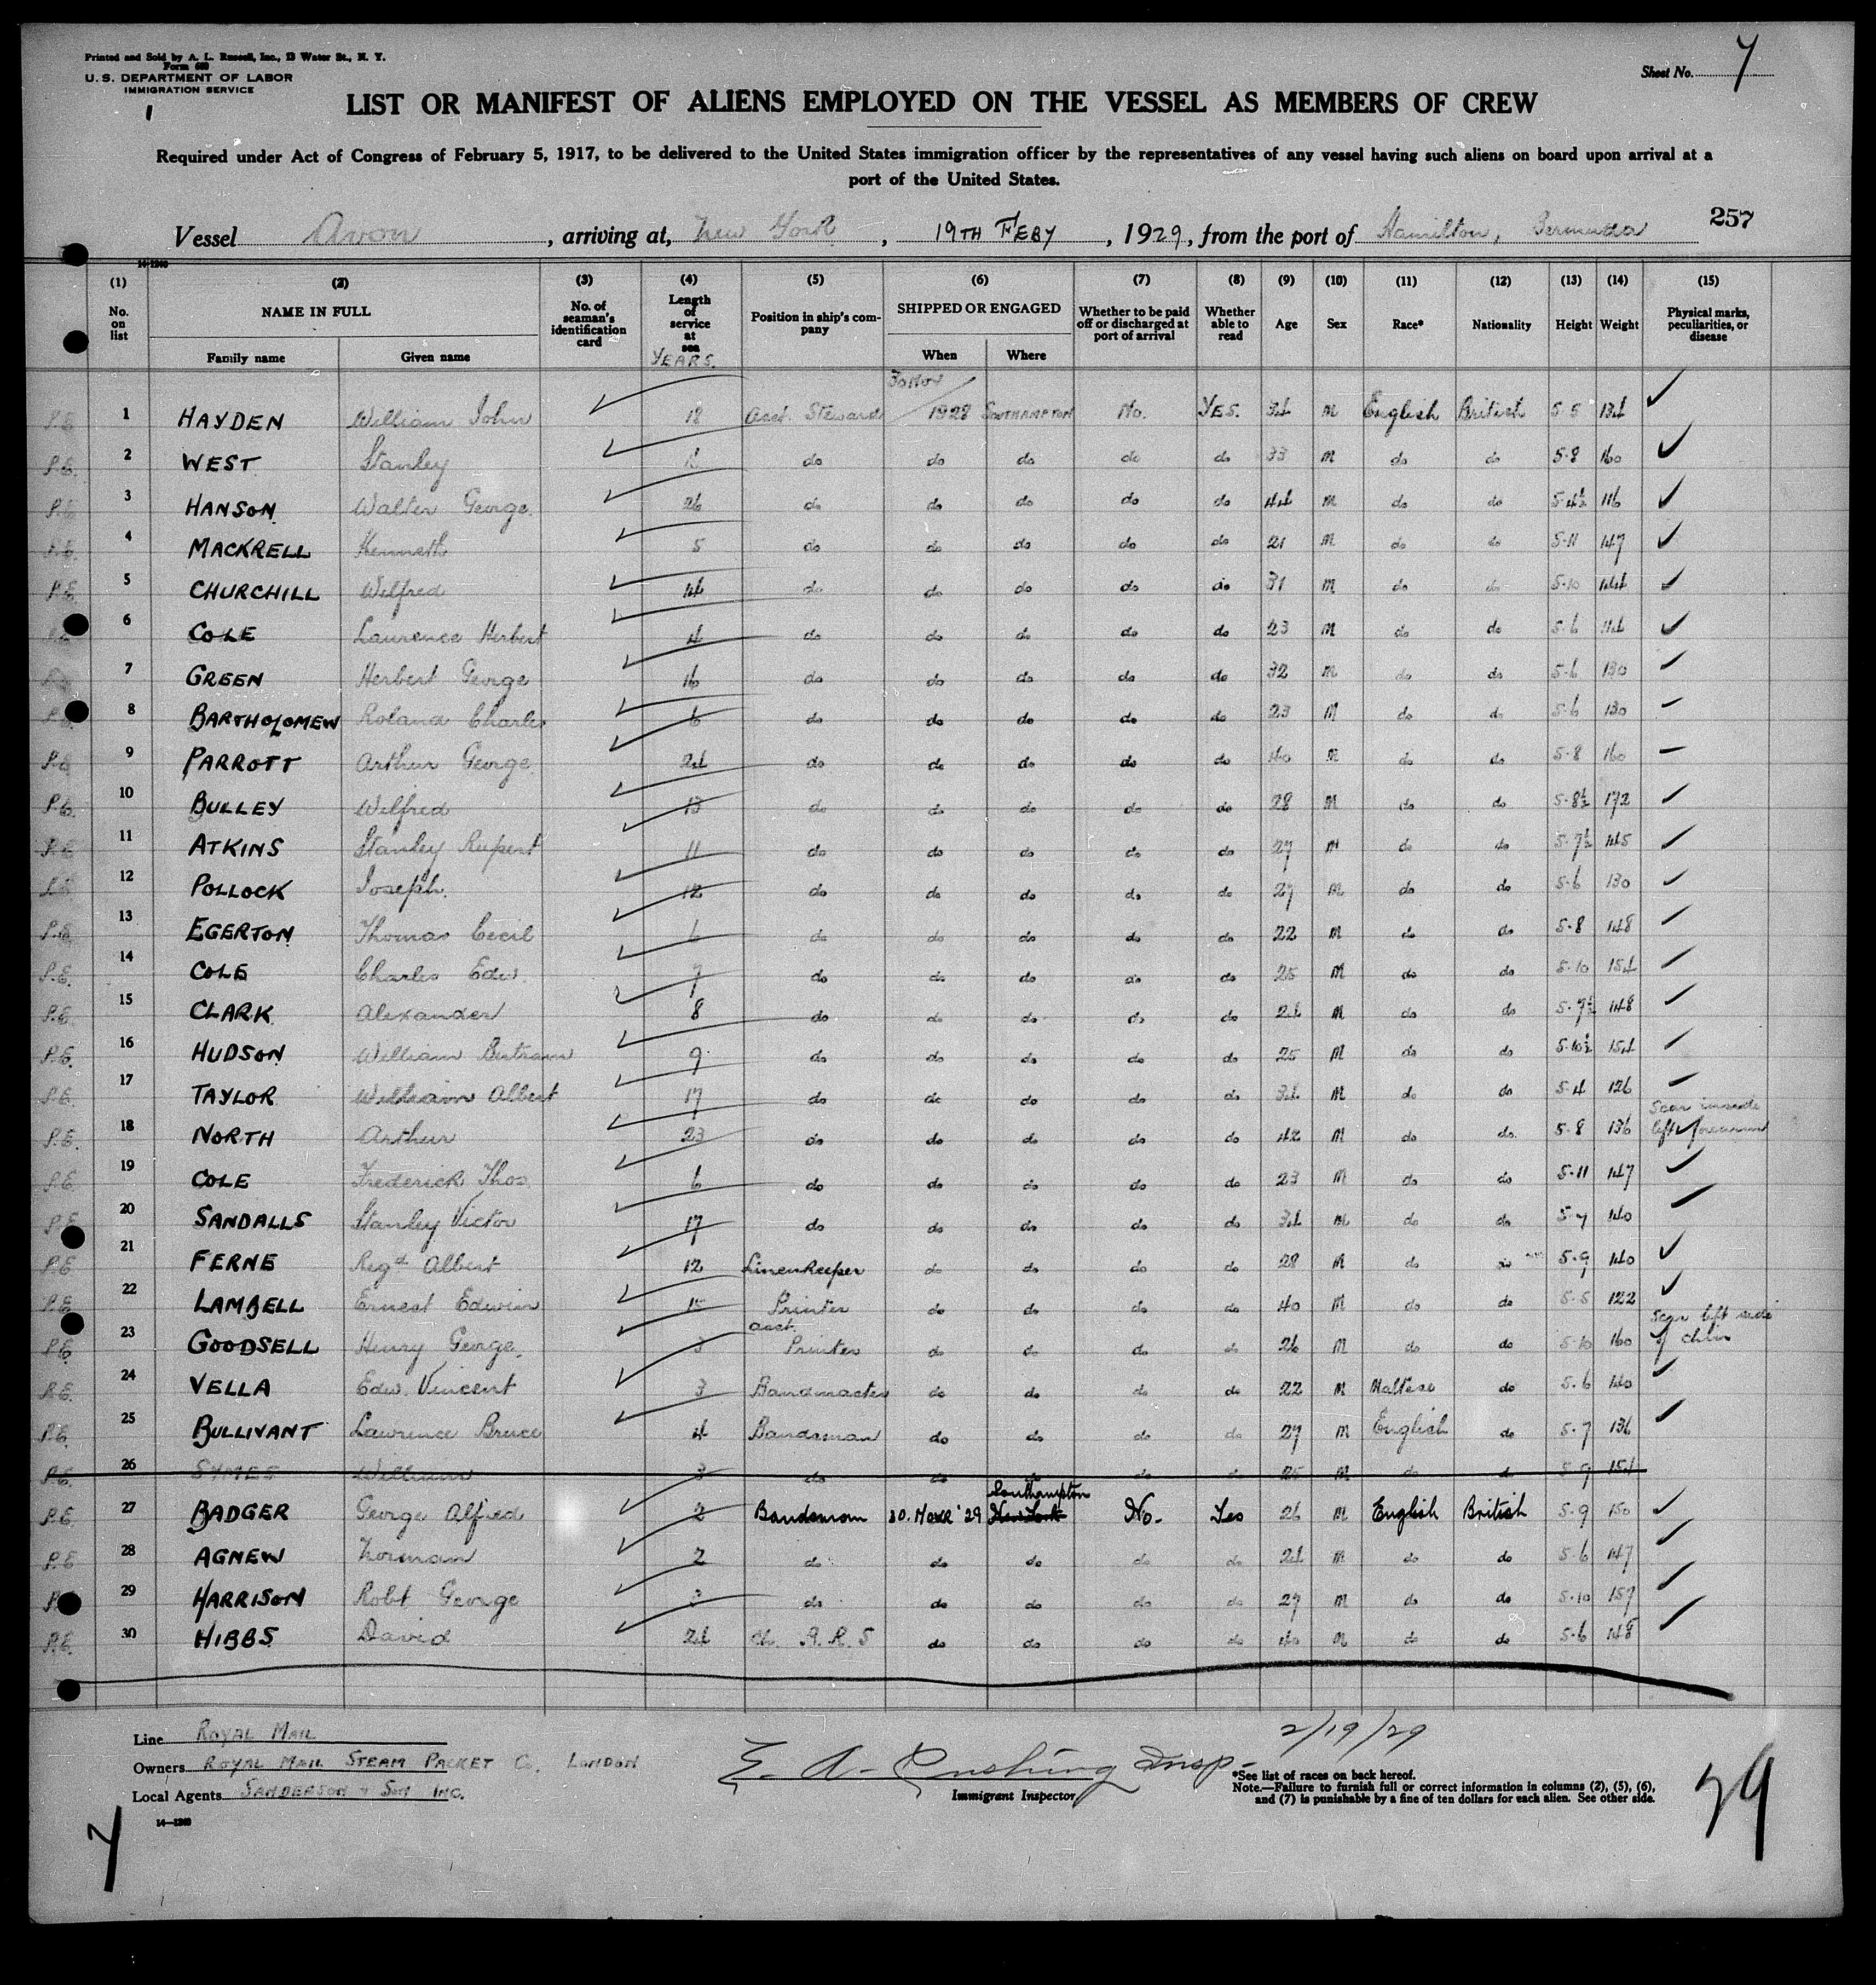 Printed and Sold by A. L. Russell, Inc., 13 Water St., N. Y.
Form 680
U. S. DEPARTMENT OF LABOR
IMMIGRATION SERVICE
Sheet No. 7
LIST OR MANIFEST OF ALIENS EMPLOYED ON THE VESSEL AS MEMBERS OF CREW
Required under Act of Congress of February 5, 1917, to be delivered to the United States immigration officer by the representatives of any vessel having such aliens on board upon arrival at a
port of the United States.
257
Vessel Avon, arriving at, New York, 19TH FEBY, 1929, from the port of Hamilton, Bermuda
14-1240
(1) (2) (3) (4) (5) (6) (7) (8) (9) (10) (11) (12) (13) (14) (15)
No. on list NAME IN FULL Family name Given name No. of seaman's identification card Length of service at sea YEARS. Position in ship's company SHIPPED OR ENGAGED When Where Whether to be paid off or discharged at port of arrival Whether able to read Age Sex Race* Nationality Height Weight Physical marks, peculiarities, or disease
P.E. 1 HAYDEN William John 18 Asst. Steward 1928 SOUTHAMPTON No. YES. 34 M English British 5 5 134
P.E. 2 WEST Stanley do do do do do 33 M do do 5-8 160
P.E. 3 HANSON Walter George 26 do do do do do 44 M do do 5-4½ 116
P.E. 4 MACKRELL Kenneth 5 do do do do do 21 M do do 5-11 147
P.E. 5 CHURCHILL Wilfred 14 do do do do do 31 M do do 5-10 144
6 COLE Laurence Herbert 4 do do do do do 23 M do do 5-6
7 GREEN Herbert George 16 do do do do do 32 M do do 5-6 130
P.E. 8 BARTHOLOMEW Roland Charles 6 do do do do do 23 M do do 5-6 130
P.E. 9 PARROTT Arthur George 24 do do do do do 40 M do do 5-8 160
P.E. 10 BULLEY Wilfred 13 do do do do do 28 M do do 5-8½ 172
P.E. 11 ATKINS Stanley Rupert 11 do do do do do 27 M do do 5-7½ 145
P.E. 12 POLLOCK Joseph. 12 do do do do do 27 M do do 5-6 130
P.E. 13 EGERTON Thomas Cecil 6 do do do do do 22 M do do 5-8 148
P.E. 14 COLE Charles Edw. 7 do do do do do 25 M do do 5-10 154
P.E. 15 CLARK Alexander 8 do do do do do 24 M do do 5-7½ 148
P.E. 16 HUDSON William Bertram 9 do do do do do 25 M do do 5-10½ 154
P.E. 17 TAYLOR William Albert 17 do do do do do 34 M do do 5-4 126
P.E. 18 NORTH Arthur 23 do do do do do 42 M do do. 5-8 136 Scar inside left forearm
P.E. 19 COLE Frederick Thos. 6 do do do do do 23 M do do 5-11 147
P.E. 20 SANDALLS Stanley Victor 17 do do do do do 34 M do do 5-7 140
P.E. 21 FERNE Regd Albert 12 Linenkeeper do do do do 28 M do do 5-9 140
P.E. 22 LAMBELL Ernest Edwin 15 Printer do do do do 40 M do do 5-5 122
P.E. 23 GOODSELL Henry George. 3 asst. Printer do do do do 26 M do do 5-10 160 Scar left side of chin
P.E. 24 VELLA Edw. Vincent 3 Bandmaster do do do do 22 M Maltese do 5-6 140
P.E. 25 BULLIVANT Lawrence Bruce 4 Bandsman do do do do 27 M English do 5-7 136
P.E. 26 SYMES William 3 do do do do do 25 M do do 5-9 154
P.E. 27 BADGER George Alfred 2 Bandsman Southampton New York No. Yes 26 M English British 5-9 150
P.E. 28 AGNEW Norman 2 do do do do do 24 M do do 5-6 147
29 HARRISON Robt George do do do do do 27 M do do 5-10 157
P.E. 30 HIBBS David 24 do do do do 40 M do do 5-6 148
Line ROYAL MAIL
Owners ROYAL MAIL STEAM PACKET Co. LONDON
Local Agents SANDERSON & SON INC.
2/19/29
E. A. Cushing Insp.
Immigrant Inspector
*See list of races on back hereof.
Note.—Failure to furnish full or correct information in columns (2), (5), (6),
and (7) is punishable by a fine of ten dollars for each alien. See other side.
14—1240
7
29